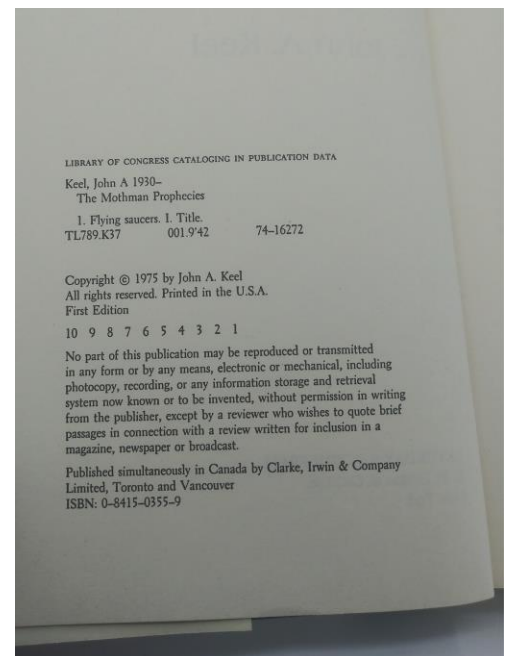 LIBRARY OF CONGRESS CATALOGING IN PUBLICATION DATA
Keel, John A 1930–
The Mothman Prophecies
1. Flying saucers. I. Title.
TL789.K37 001.9'42 74–16272
Copyright © 1975 by John A. Keel
All rights reserved. Printed in the U.S.A.
First Edition
10 9 8 7 6 5 4 3 2 1
No part of this publication may be reproduced or transmitted
in any form or by any means, electronic or mechanical, including
photocopy, recording, or any information storage and retrieval
system now known or to be invented, without permission in writing
from the publisher, except by a reviewer who wishes to quote brief
passages in connection with a review written for inclusion in a
magazine, newspaper or broadcast.
Published simultaneously in Canada by Clarke, Irwin & Company
Limited, Toronto and Vancouver
ISBN: 0–8415–0355–9